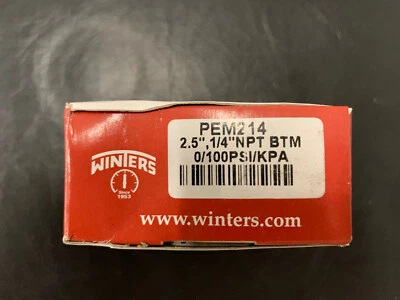 WINTERS
Since
1953
PEM214
2.5",1/4"NPT BTM
0/100PSI/KPA
www.winters.com